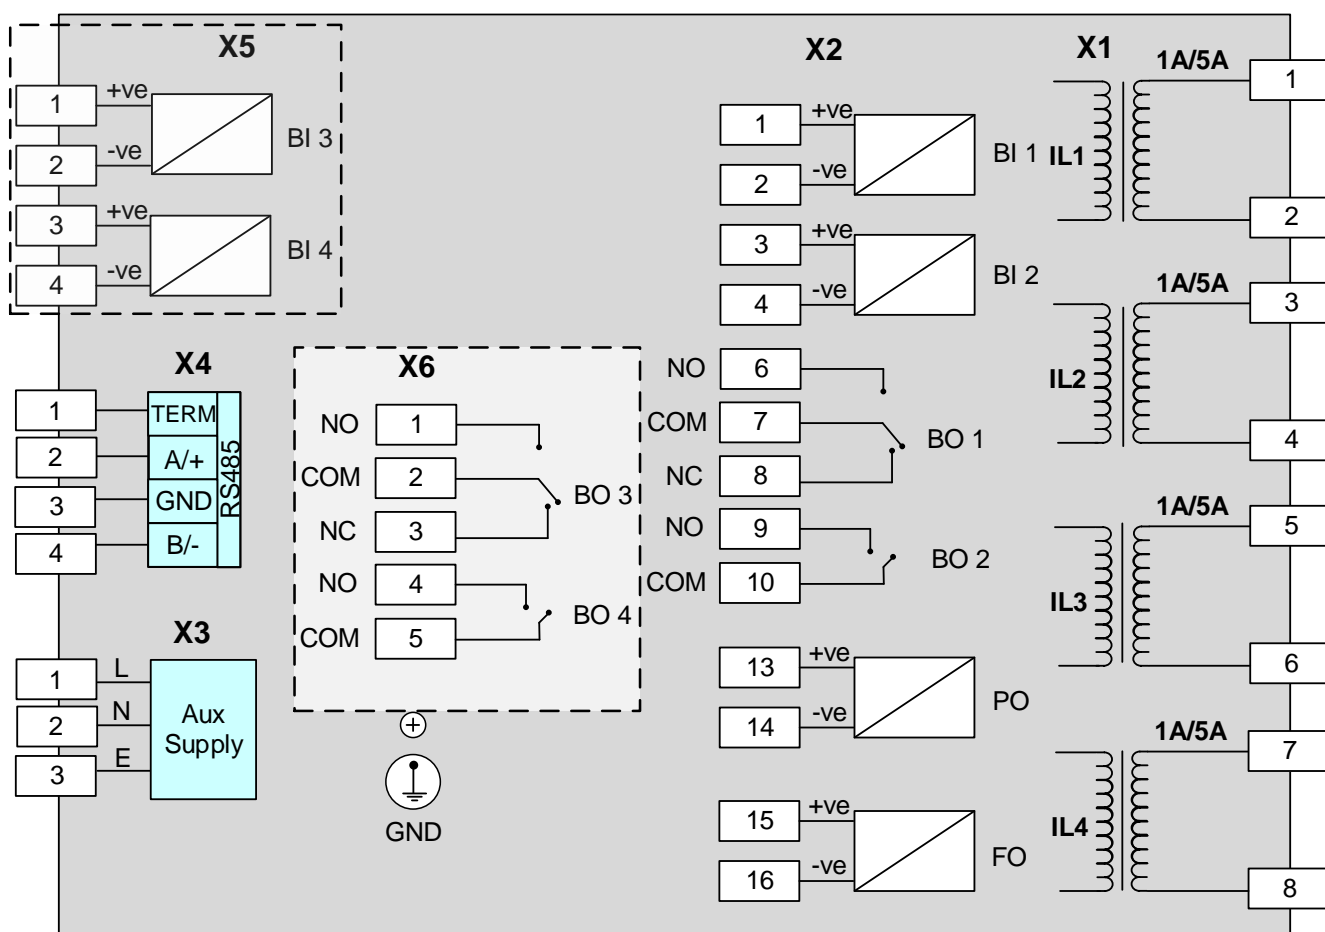 X5
1 +ve
BI 3
2 -ve
3 +ve
BI 4
4 -ve
X4
1 TERM
2 A/+
3 GND
4 B/-
RS485
X3
1 L
2 N
3 E
Aux
Supply
X6
NO 1
COM 2
BO 3
NC 3
NO 4
BO 4
COM 5
GND
X2
1 +ve
BI 1
2 -ve
3 +ve
BI 2
4 -ve
NO 6
COM 7
BO 1
NC 8
NO 9
BO 2
COM 10
13 +ve
PO
14 -ve
15 +ve
FO
16 -ve
X1
1A/5A 1
IL1
2
1A/5A 3
IL2
4
1A/5A 5
IL3
6
1A/5A 7
IL4
8